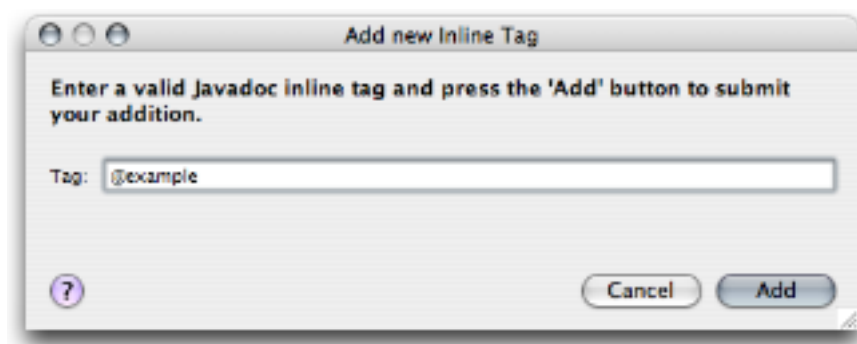 Add new Inline Tag
Enter a valid Javadoc inline tag and press the 'Add' button to submit
your addition.
Tag: @example
?
Cancel Add